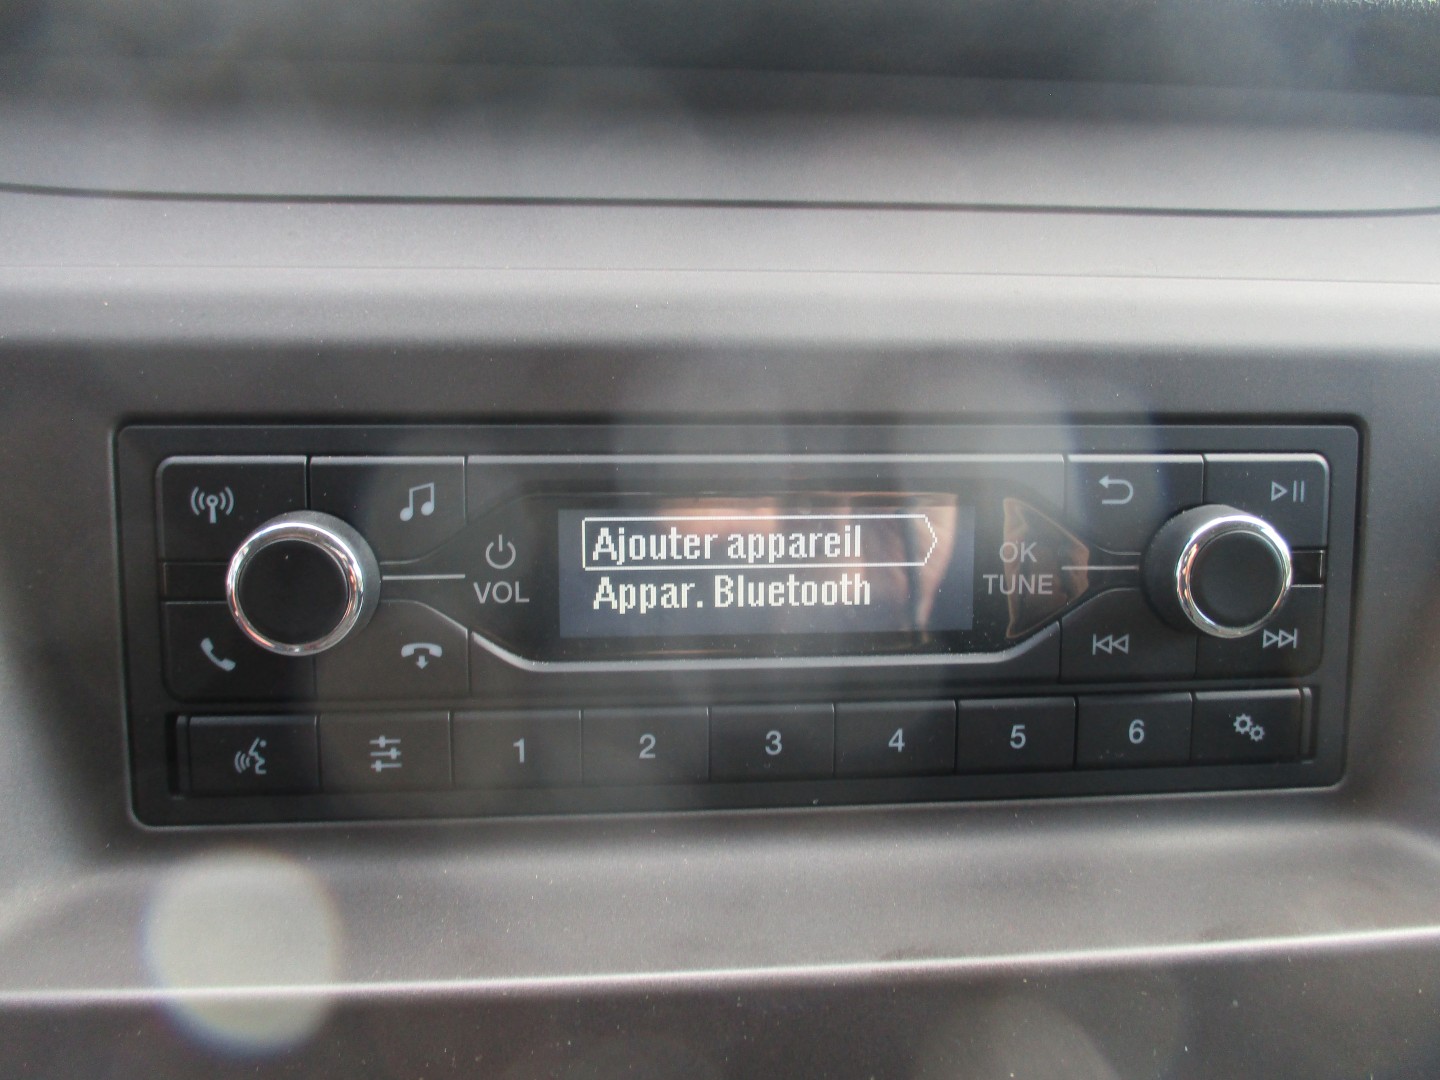 Ajouter appareil
Appar. Bluetooth
VOL
OK
TUNE
1 2 3 4 5 6